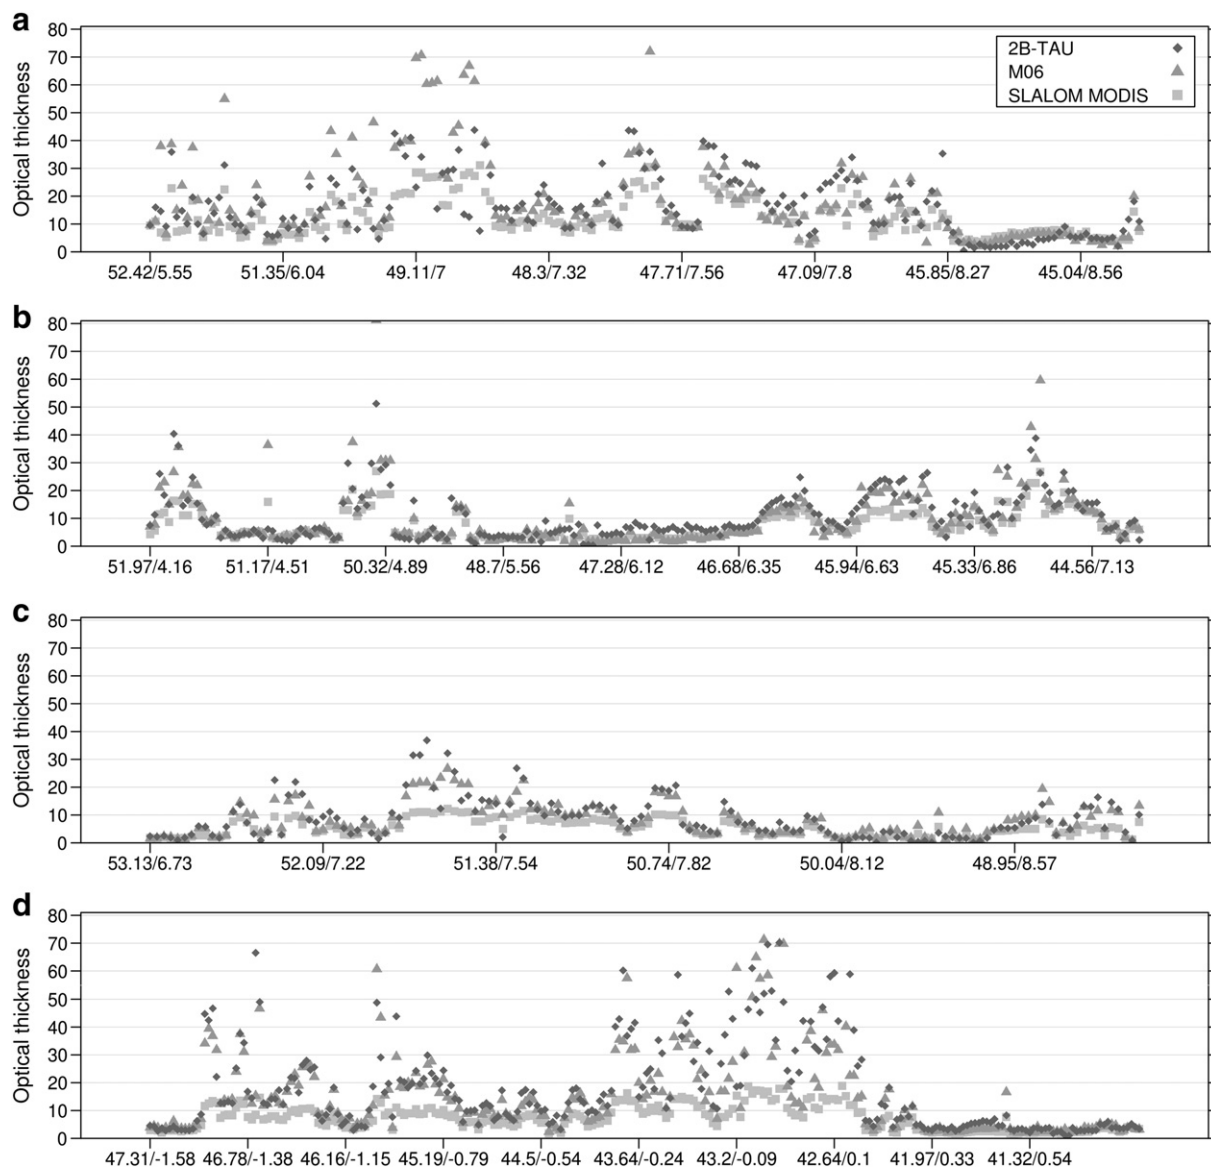 a
80
70
60
50
40
30
20
10
0
Optical thickness
2B-TAU
M06
SLALOM MODIS
52.42/5.55 51.35/6.04 49.11/7 48.3/7.32 47.71/7.56 47.09/7.8 45.85/8.27 45.04/8.56
b
80
70
60
50
40
30
20
10
0
Optical thickness
51.97/4.16 51.17/4.51 50.32/4.89 48.7/5.56 47.28/6.12 46.68/6.35 45.94/6.63 45.33/6.86 44.56/7.13
c
80
70
60
50
40
30
20
10
0
Optical thickness
53.13/6.73 52.09/7.22 51.38/7.54 50.74/7.82 50.04/8.12 48.95/8.57
d
80
70
60
50
40
30
20
10
0
Optical thickness
47.31/-1.58 46.78/-1.38 46.16/-1.15 45.19/-0.79 44.5/-0.54 43.64/-0.24 43.2/-0.09 42.64/0.1 41.97/0.33 41.32/0.54